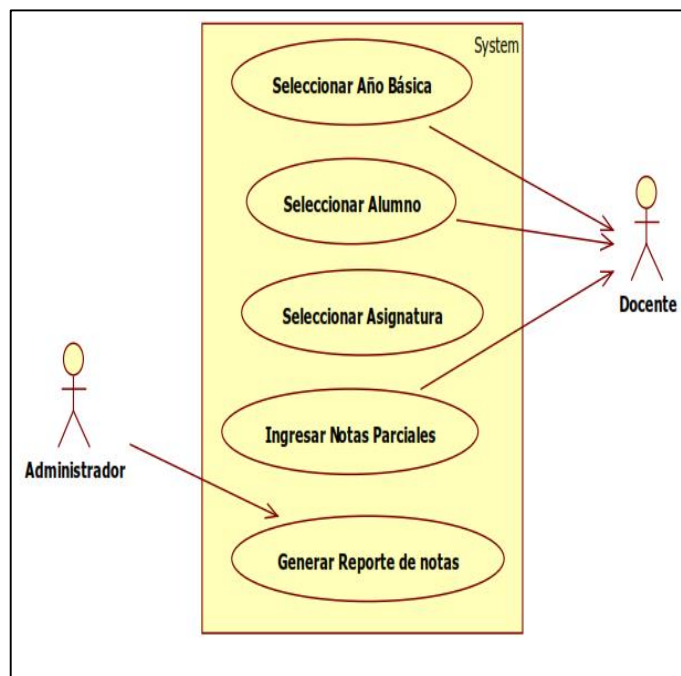 System
Seleccionar Año Básica
Seleccionar Alumno
Seleccionar Asignatura
Docente
Ingresar Notas Parciales
Administrador
Generar Reporte de notas